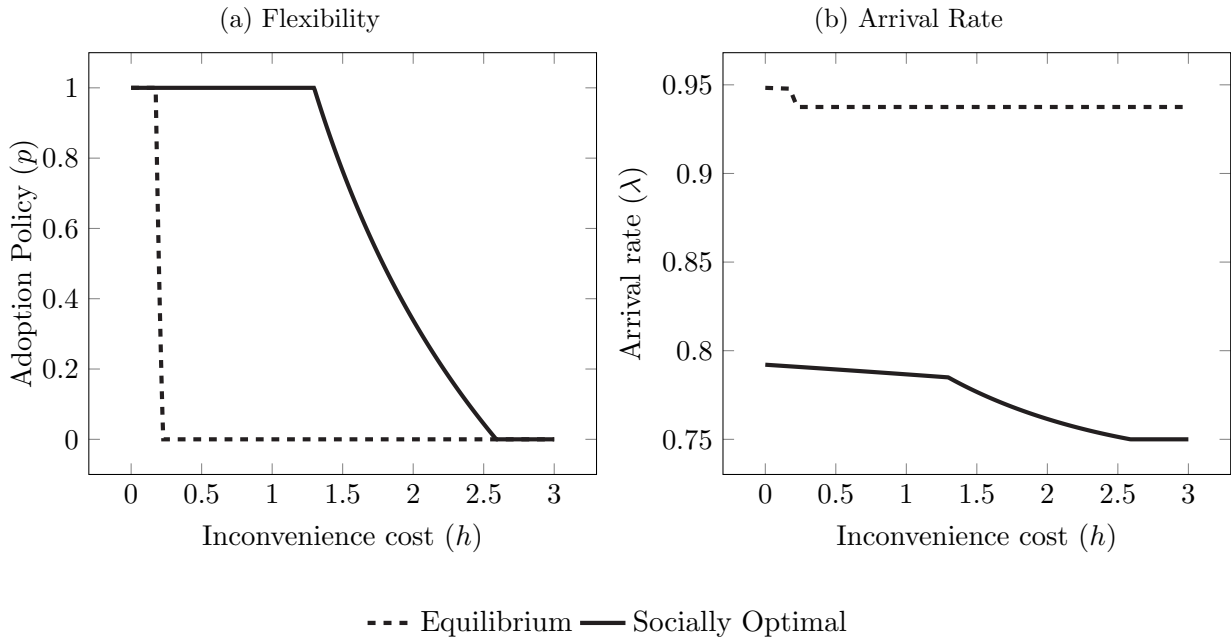 (a) Flexibility
1
0.8
0.6
0.4
0.2
0
Adoption Policy (p)
0 0.5 1 1.5 2 2.5 3
Inconvenience cost (h)
(b) Arrival Rate
0.95
0.9
0.85
0.8
0.75
Arrival rate (λ)
0 0.5 1 1.5 2 2.5 3
Inconvenience cost (h)
Equilibrium Socially Optimal